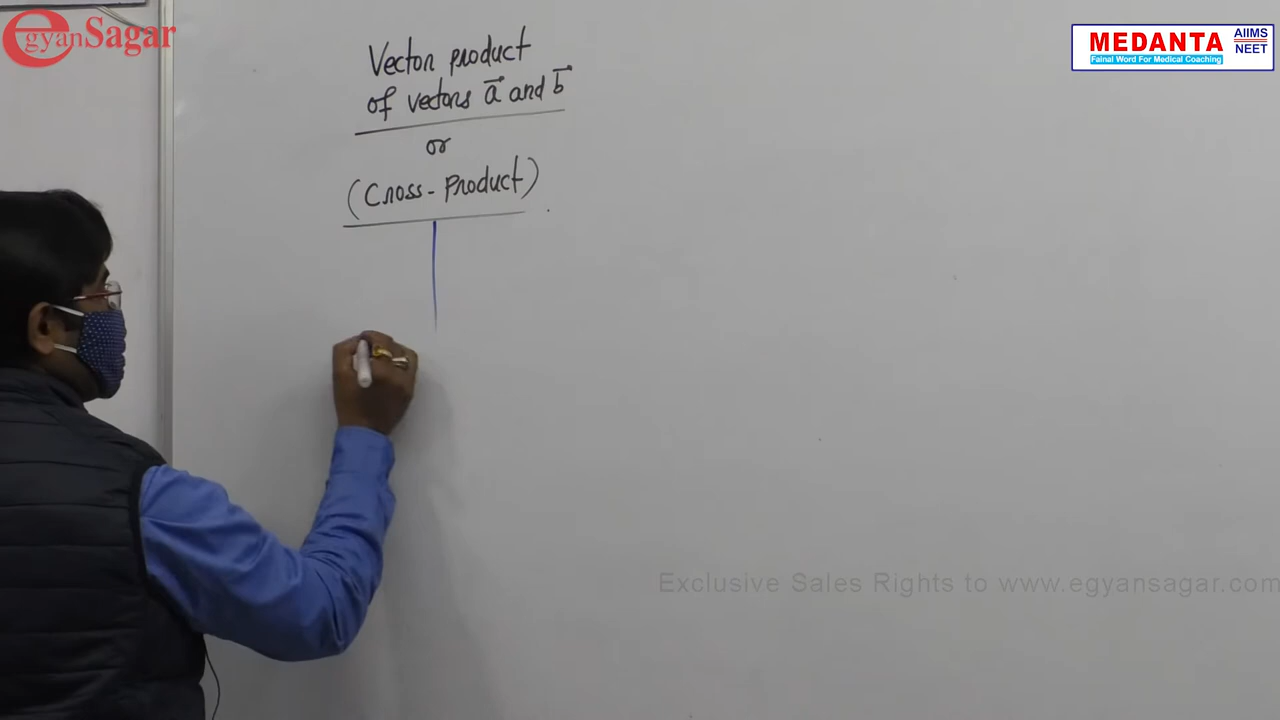 egyanSagar
MEDANTA
AIIMS
NEET
Fainal Word For Medical Coaching
Vector product
of vectors a⃗ and b⃗
or
(Cross - Product)
Exclusive Sales Rights to www.egyansagar.com